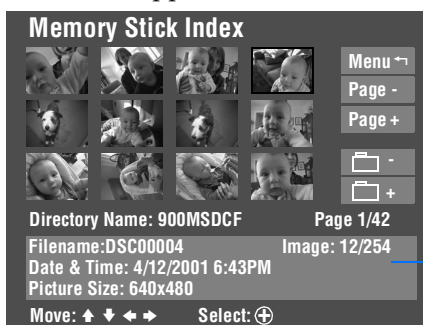 Memory Stick Index
Menu
Page -
Page +
-
+
Directory Name: 900MSDCF Page 1/42
Filename:DSC00004 Image: 12/254
Date & Time: 4/12/2001 6:43PM
Picture Size: 640x480
Move: Select: